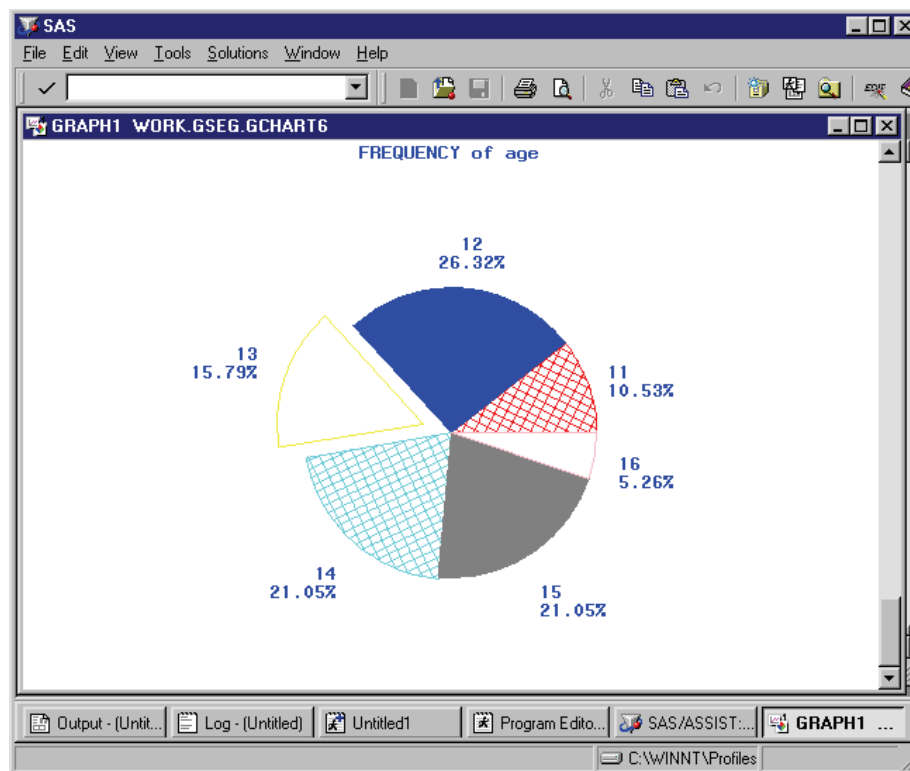 SAS
File Edit View Tools Solutions Window Help
GRAPH1 WORK.GSEG.GCHART6
FREQUENCY of age
12
26.32%
13
15.79%
11
10.53%
16
5.26%
14
21.05%
15
21.05%
Output - (Untit... Log - (Untitled) Untitled1 Program Edito... SAS/ASSIST:... GRAPH1 ...
C:\WINNT\Profiles